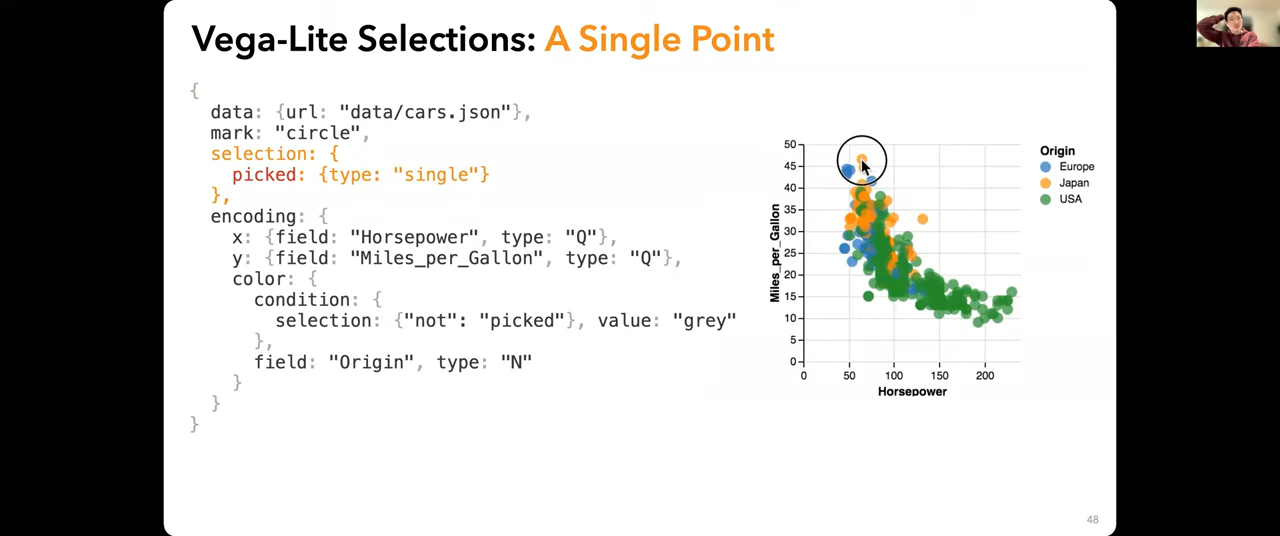 Vega-Lite Selections: A Single Point
{
data: {url: "data/cars.json"},
mark: "circle",
selection: {
picked: {type: "single"}
},
encoding: {
x: {field: "Horsepower", type: "Q"},
y: {field: "Miles_per_Gallon", type: "Q"},
color: {
condition: {
selection: {"not": "picked"}, value: "grey"
},
field: "Origin", type: "N"
}
}
}
Miles_per_Gallon
50
45
40
35
30
25
20
15
10
5
0
0 50 100 150 200
Horsepower
Origin
Europe
Japan
USA
48